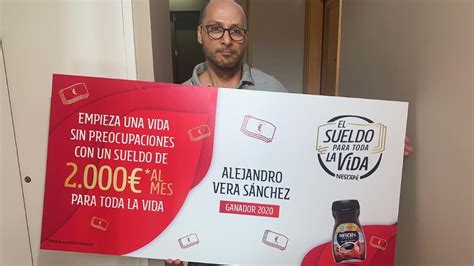 EMPIEZA UNA VIDA
SIN PREOCUPACIONES
CON UN SUELDO DE
2.000€* AL MES
PARA TODA LA VIDA
ALEJANDRO
VERA SÁNCHEZ
GANADOR 2020
EL
SUELDO
PARA TODA
LA VIDA
NESCAFÉ
NESCAFÉ